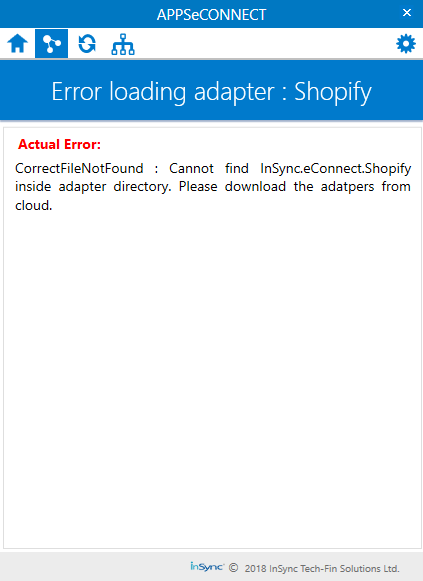 APPSeCONNECT
Error loading adapter : Shopify
Actual Error:
CorrectFileNotFound : Cannot find InSync.eConnect.Shopify
inside adapter directory. Please download the adatpers from
cloud.
inSync © 2018 InSync Tech-Fin Solutions Ltd.